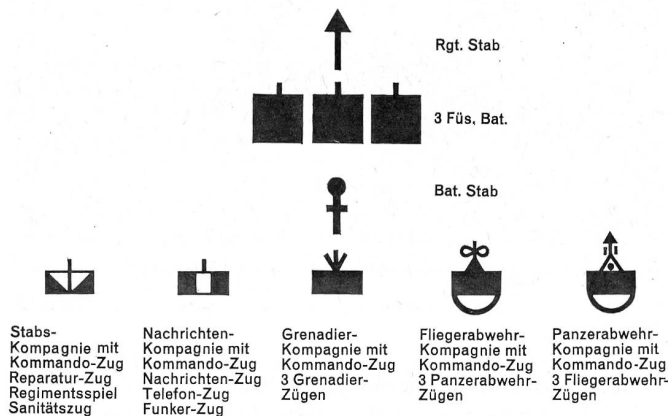 Rgt. Stab
3 Füs. Bat.
Bat. Stab
Stabs-
Kompagnie mit
Kommando-Zug
Reparatur-Zug
Regimentsspiel
Sanitätszug
Nachrichten-
Kompagnie mit
Kommando-Zug
Nachrichten-Zug
Telefon-Zug
Funker-Zug
Grenadier-
Kompagnie mit
Kommando-Zug
3 Grenadier-
Zügen
Fliegerabwehr-
Kompagnie mit
Kommando-Zug
3 Panzerabwehr-
Zügen
Panzerabwehr-
Kompagnie mit
Kommando-Zug
3 Fliegerabwehr-
Zügen